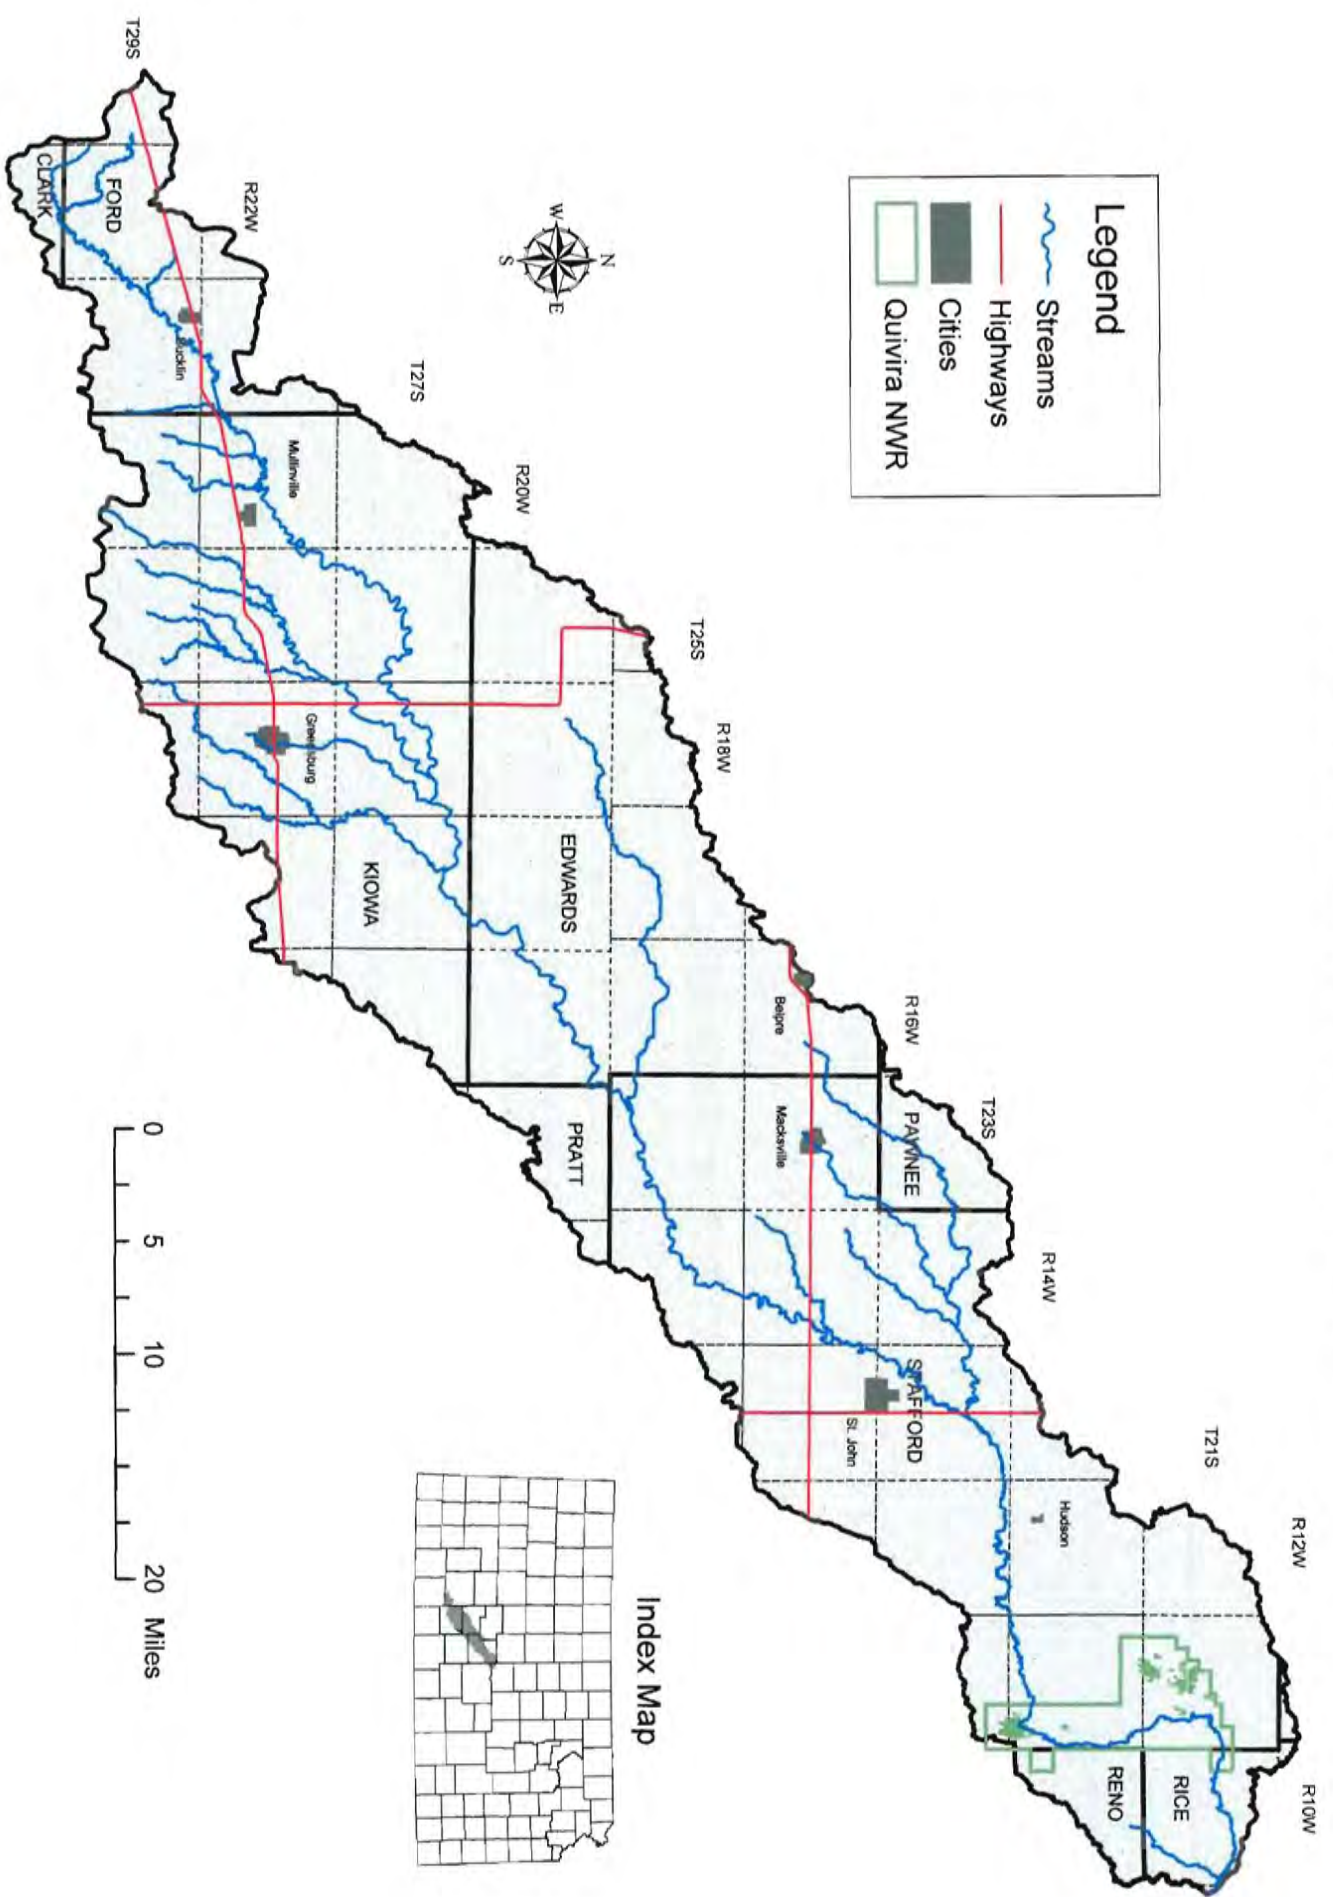 Legend
Streams
Highways
Cities
Quivira NWR
N
W
E
S
T29S
R22W
T27S
R20W
T25S
R18W
R16W
T23S
R14W
T21S
R12W
R10W
CLARK
FORD
Bucklin
Mullinville
Greensburg
KIOWA
EDWARDS
Belpre
Macksville
PAWNEE
PRATT
STAFFORD
St. John
Hudson
RICE
RENO
0 5 10 20 Miles
Index Map